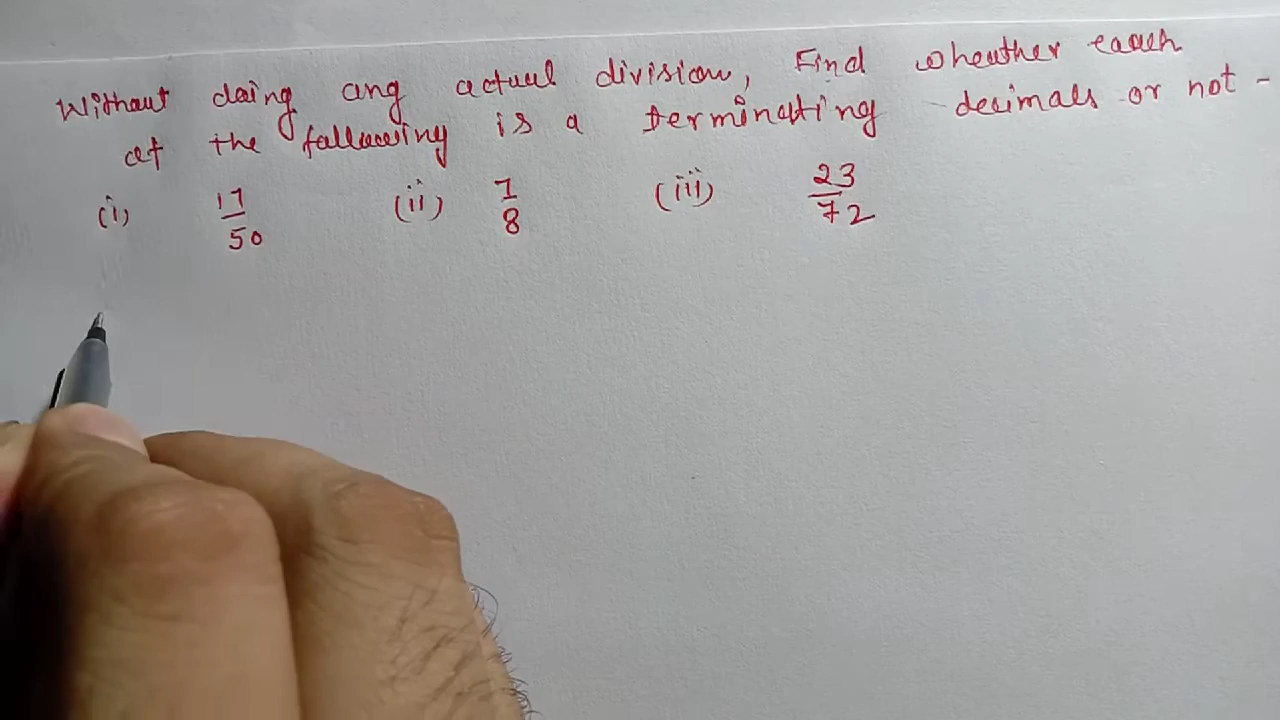 Without doing any actual division, Find wheather each
of the following is a terminating decimals or not -
(i) 17/50 (ii) 7/8 (iii) 23/72